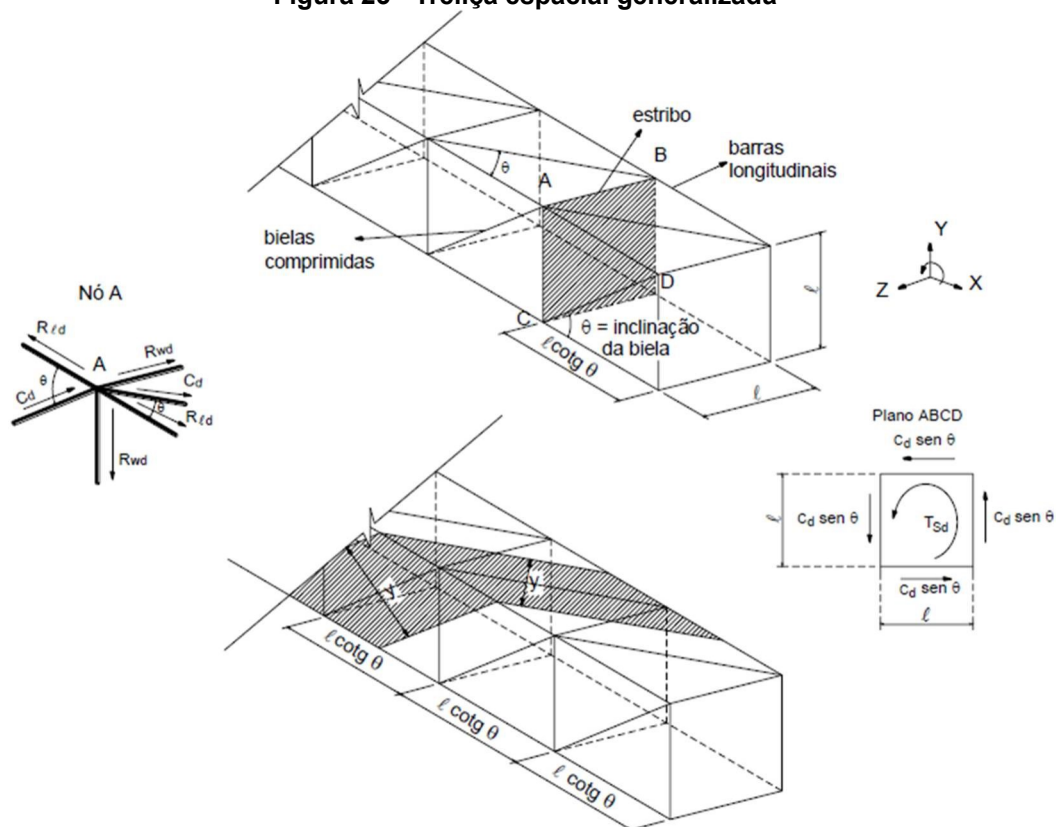 Figura 23 - Treliça espacial generalizada
estribo
B
barras
longitudinais
θ
A
bielas
comprimidas
Y
Z
X
D
ℓ
C
θ = inclinação
da biela
ℓ cotg θ
ℓ
Nó A
R ℓd
A
Rwd
θ
Cd
Cd
θ
R ℓd
Rwd
Plano ABCD
Cd sen θ
ℓ
Cd sen θ
TSd
Cd sen θ
Cd sen θ
ℓ
y
y
ℓ cotg θ
ℓ cotg θ
ℓ cotg θ